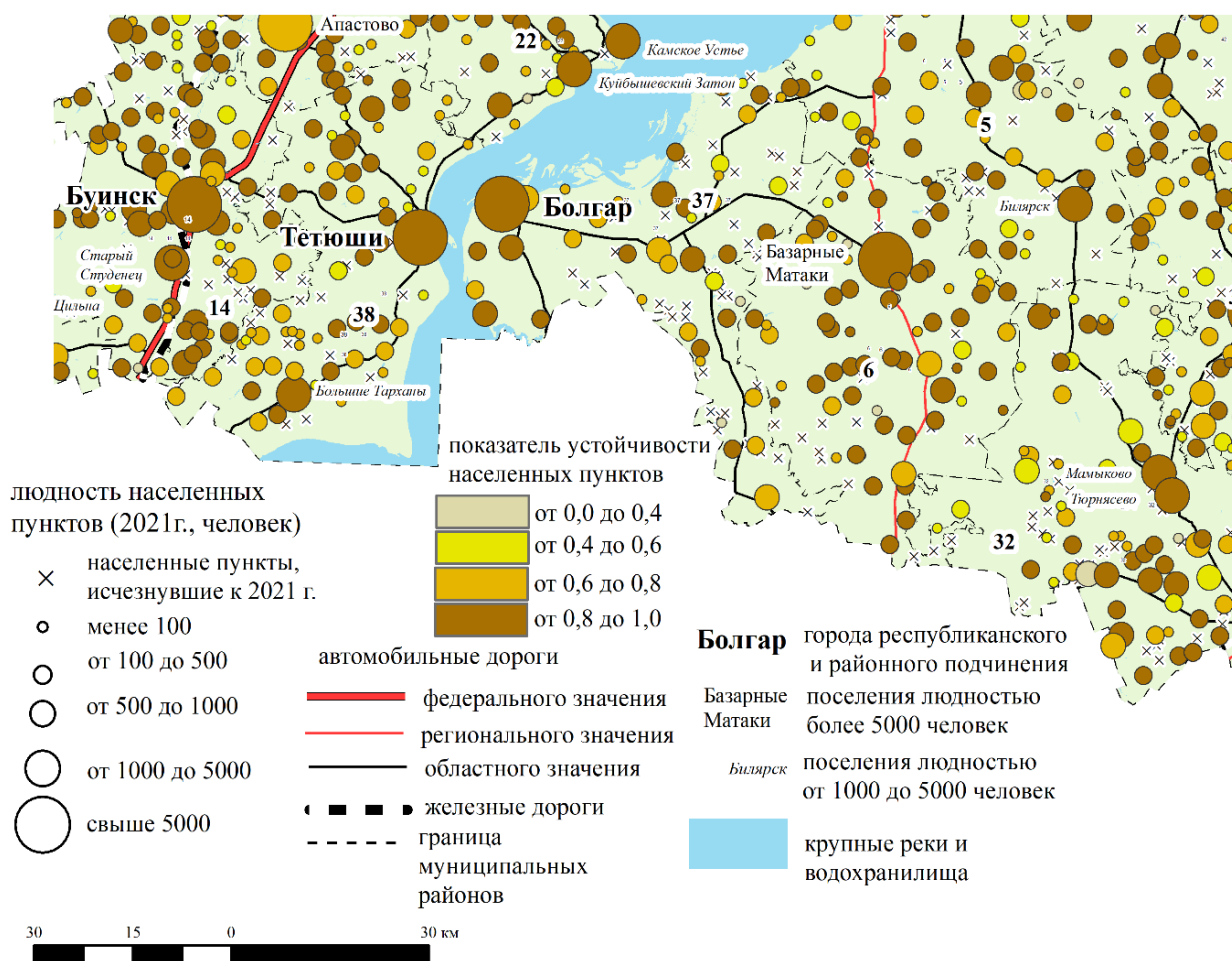 Апастово
22
Камское Устье
Куйбышевский Затон
5
Буинск
Болгар
37
Билярск
Тетюши
Старый
Студенец
Базарные
Матаки
Цильна
14
38
6
Большие Тарханы
Мамыково
Тюрнясево
32
показатель устойчивости
населенных пунктов
от 0,0 до 0,4
от 0,4 до 0,6
от 0,6 до 0,8
от 0,8 до 1,0
людность населенных
пунктов (2021г., человек)
населенные пункты,
исчезнувшие к 2021 г.
менее 100
от 100 до 500
от 500 до 1000
от 1000 до 5000
свыше 5000
автомобильные дороги
федерального значения
регионального значения
областного значения
железные дороги
граница
муниципальных
районов
Болгар
города республиканского
и районного подчинения
Базарные
Матаки
поселения людностью
более 5000 человек
Билярск
поселения людностью
от 1000 до 5000 человек
крупные реки и
водохранилища
30 15 0 30 км